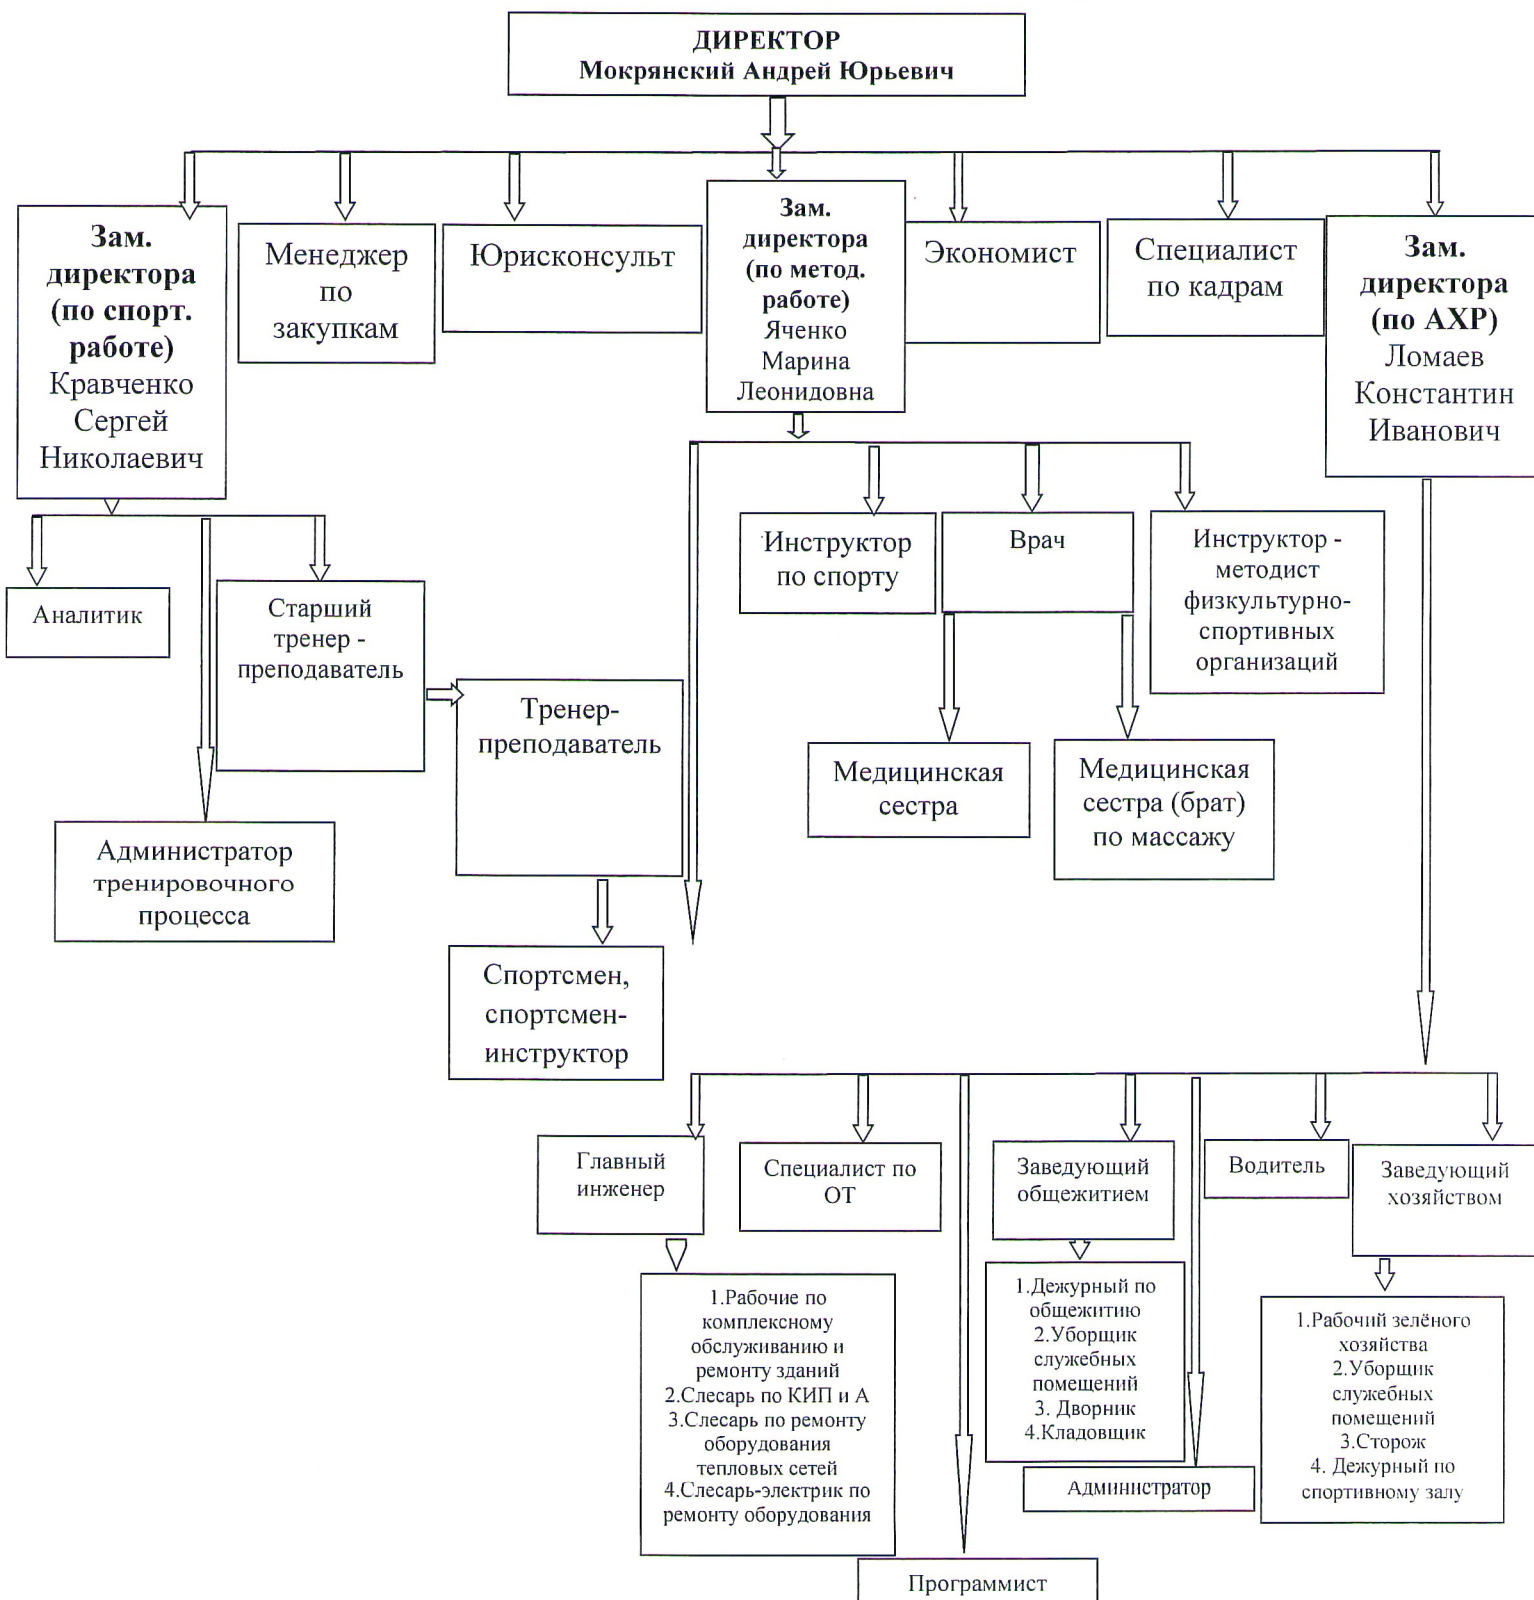 ДИРЕКТОР
Мокрянский Андрей Юрьевич
Зам.
директора
(по спорт.
работе)
Кравченко
Сергей
Николаевич
Менеджер
по
закупкам
Юрисконсульт
Зам.
директора
(по метод.
работе)
Яченко
Марина
Леонидовна
Экономист
Специалист
по кадрам
Зам.
директора
(по АХР)
Ломаев
Константин
Иванович
Аналитик
Старший
тренер -
преподаватель
Тренер-
преподаватель
Администратор
тренировочного
процесса
Спортсмен,
спортсмен-
инструктор
Инструктор
по спорту
Врач
Инструктор -
методист
физкультурно-
спортивных
организаций
Медицинская
сестра
Медицинская
сестра (брат)
по массажу
Главный
инженер
Специалист по
ОТ
Заведующий
общежитием
Водитель
Заведующий
хозяйством
1.Рабочие по
комплексному
обслуживанию и
ремонту зданий
2.Слесарь по КИП и А
3.Слесарь по ремонту
оборудования
тепловых сетей
4.Слесарь-электрик по
ремонту оборудования
1.Дежурный по
общежитию
2.Уборщик
служебных
помещений
3. Дворник
4.Кладовщик
1.Рабочий зелёного
хозяйства
2.Уборщик
служебных
помещений
3.Сторож
4. Дежурный по
спортивному залу
Администратор
Программист